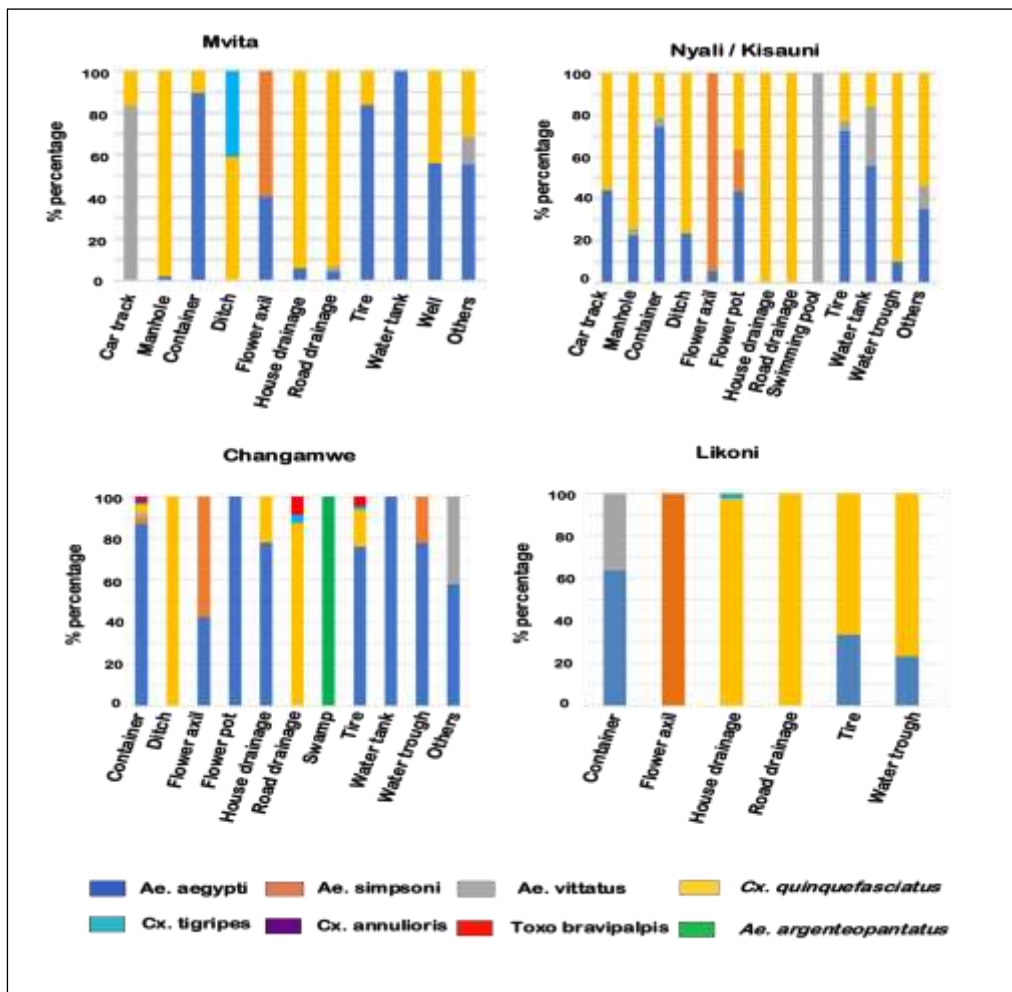 Mvita
% percentage
100
80
60
40
20
0
Car track
Manhole
Container
Ditch
Flower axil
House drainage
Road drainage
Tire
Water tank
Well
Others
Nyali / Kisauni
% percentage
100
80
60
40
20
0
Car track
Manhole
Container
Ditch
Flower axil
Flower pot
House drainage
Road drainage
Swimming pool
Tire
Water tank
Water trough
Others
Changamwe
% percentage
100
80
60
40
20
0
Container
Ditch
Flower axil
Flower pot
House drainage
Road drainage
Swamp
Tire
Water tank
Water trough
Others
Likoni
% percentage
100
80
60
40
20
0
Container
Flower axil
House drainage
Road drainage
Tire
Water trough
Ae. aegypti Ae. simpsoni Ae. vittatus Cx. quinquefasciatus
Cx. tigripes Cx. annulioris Toxo bravipalpis Ae. argenteopantatus